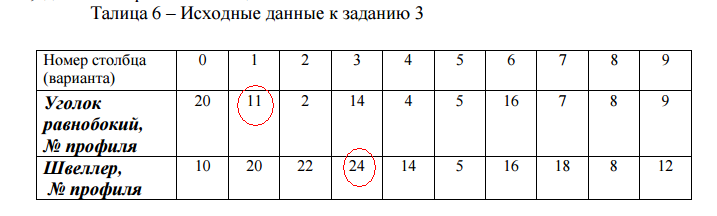 Талица 6 – Исходные данные к заданию 3
Номер столбца (варианта) 0 1 2 3 4 5 6 7 8 9
Уголок равнобокий, № профиля 20 11 2 14 4 5 16 7 8 9
Швеллер, № профиля 10 20 22 24 14 5 16 18 8 12